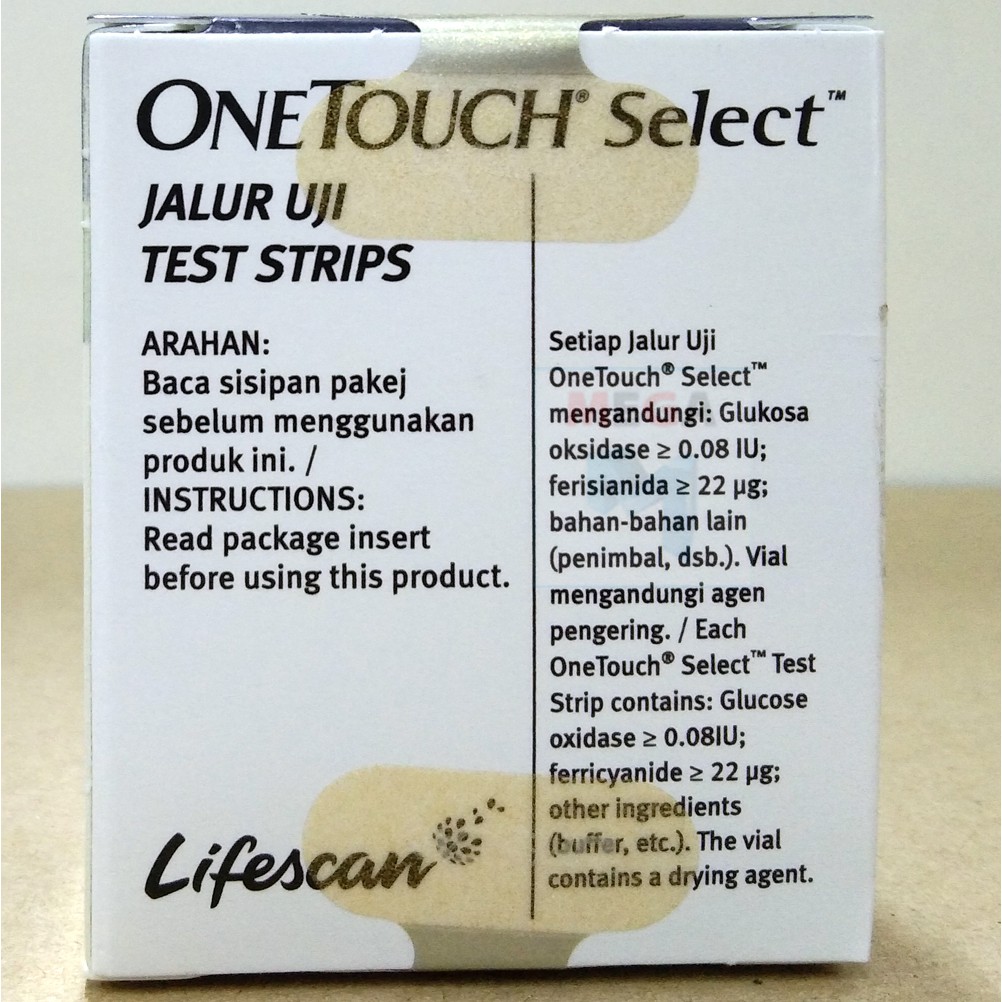 ONETOUCH® Select™
JALUR UJI
TEST STRIPS
ARAHAN:
Baca sisipan pakej
sebelum menggunakan
produk ini. /
INSTRUCTIONS:
Read package insert
before using this product.
Lifescan
Setiap Jalur Uji
OneTouch® Select™
mengandungi: Glukosa
oksidase ≥ 0.08 IU;
ferisianida ≥ 22 µg;
bahan-bahan lain
(penimbal, dsb.). Vial
mengandungi agen
pengering. / Each
OneTouch® Select™ Test
Strip contains: Glucose
oxidase ≥ 0.08IU;
ferricyanide ≥ 22 µg;
other ingredients
(buffer, etc.). The vial
contains a drying agent.
MEGA